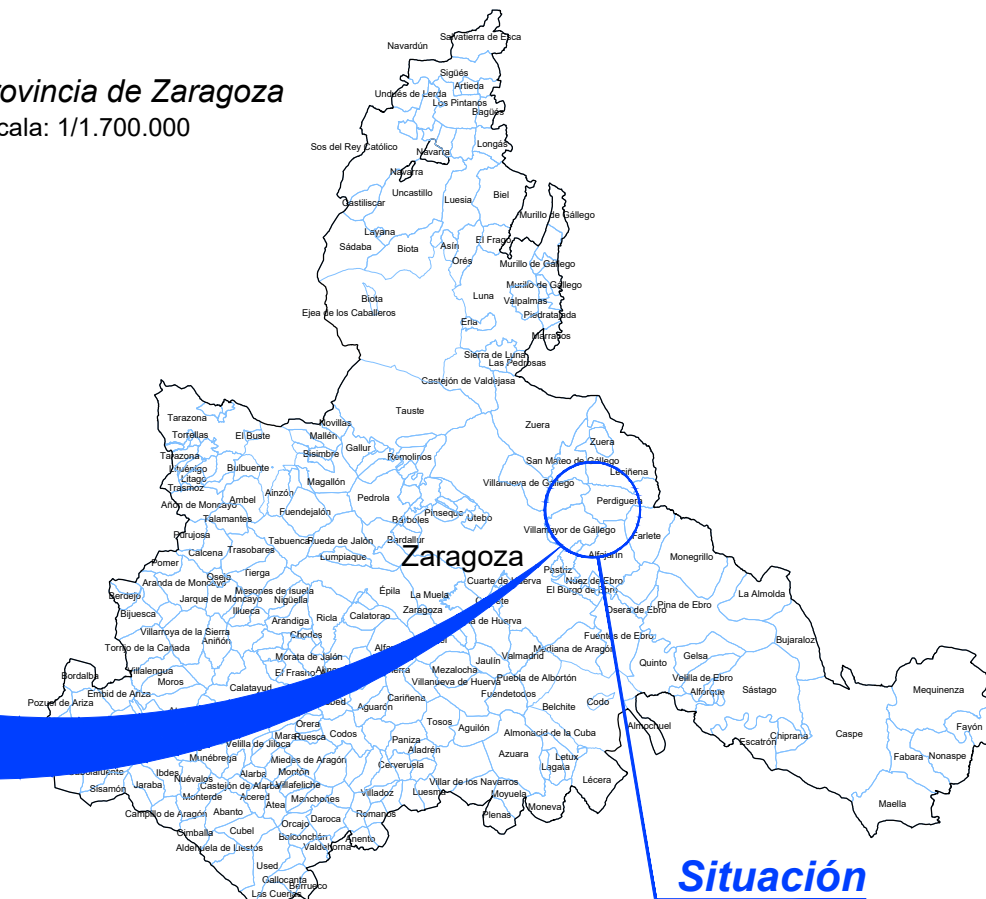 Salvatierra de Esca
Navardún
Sigüés
Artieda
Undués de Lerda
Los Pintanos
Bagüés
rovincia de Zaragoza
cala: 1/1.700.000
Sos del Rey Católico
Navarra
Longás
Navarra
Uncastillo
Castiliscar
Luesia
Biel
Murillo de Gállego
Layana
Sádaba
Biota
Asín
El Frago
Orés
Murillo de Gállego
Murillo de Gállego
Biota
Luna
Valpalmas
Ejea de los Caballeros
Piedratajada
Erla
Marracos
Sierra de Luna
Las Pedrosas
Castejón de Valdejasa
Tauste
Tarazona
Novillas
Zuera
Torrellas
El Buste
Mallén
Zuera
Gallur
Tarazona
Bisimbre
Remolinos
San Mateo de Gállego
Lituénigo
Bulbuente
Leciñena
Litago
Magallón
Villanueva de Gállego
Trasmoz
Ainzón
Añón de Moncayo
Ambel
Pedrola
Perdiguera
Fuendejalón
Talamantes
Pinseque
Utebo
Bárboles
Villamayor de Gállego
Purujosa
Tabuenca
Rueda de Jalón
Bardallur
Farlete
Calcena
Trasobares
Lumpiaque
Zaragoza
Alfajarín
Monegrillo
Pomer
Pastriz
Oseja
Tierga
Aranda de Moncayo
Cuarte de Huerva
Nuez de Ebro
Mesones de Isuela
Épila
La Muela
El Burgo de Ebro
La Almolda
Berdejo
Jarque de Moncayo
Nigüella
Illueca
Zaragoza
Osera de Ebro
Pina de Ebro
Bijuesca
Arándiga
Ricla
Calatorao
a de Huerva
Villarroya de la Sierra
Chodes
Fuentes de Ebro
Bujaraloz
Aniñón
Torrijo de la Cañada
Mediana de Aragón
Morata de Jalón
Jaulín
Valmadrid
Gelsa
Villalengua
El Frasno
Mezalocha
Quinto
Bordalba
Moros
Villanueva de Huerva
Puebla de Albortón
Velilla de Ebro
Embid de Ariza
Calatayud
Fuendetodos
Alforque
Sástago
Mequinenza
Pozuel de Ariza
Cariñena
Aguarón
Belchite
Codo
Orera
Tosos
Aguilón
Almochuel
Fayón
Mara
Ruesca
Codos
Almonacid de la Cuba
Chiprana
Caspe
Velilla de Jiloca
Paniza
Escatrón
Aladrén
Azuara
Letux
Fabara
Nonaspe
Munébrega
Miedes de Aragón
Cerveruela
Lagata
Ibdes
Alarba
Montón
Nuévalos
Villar de los Navarros
Lécera
Sisamón
Jaraba
Castejón de Alarba
Villafeliche
Villadoz
Luesma
Moyuela
Monterde
Acered
Manchones
Moneva
Maella
Campillo de Aragón
Abanto
Atea
Romanos
Plenas
Orcajo
Daroca
Cimballa
Cubel
Balconchán
Anento
Aldehuela de Liestos
Valdehorna
Used
Situación
Gallocanta
Berrueco
Las Cuerlas